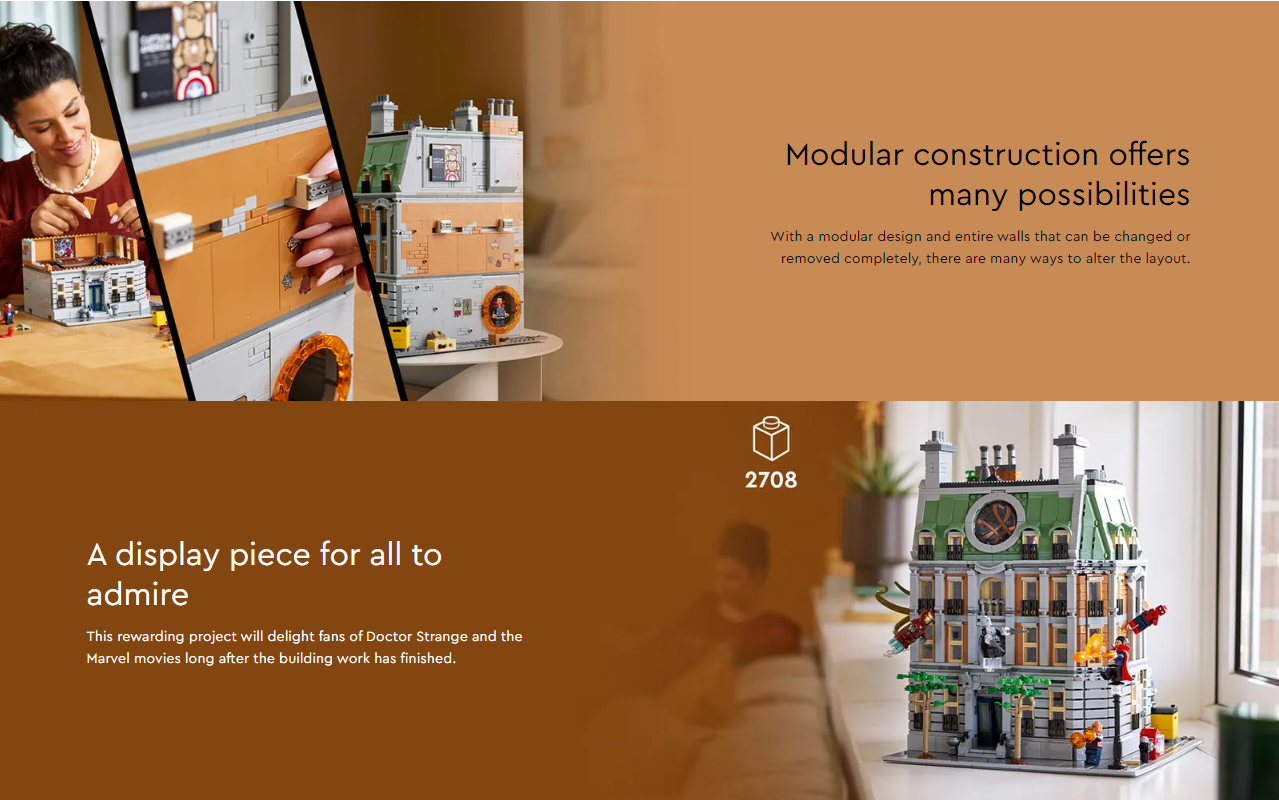 CAPTAIN
AMERICA
Modular construction offers
many possibilities
With a modular design and entire walls that can be changed or
removed completely, there are many ways to alter the layout.
2708
A display piece for all to
admire
This rewarding project will delight fans of Doctor Strange and the
Marvel movies long after the building work has finished.